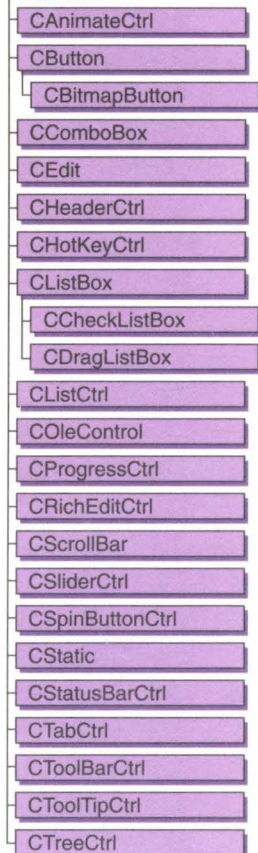 CAnimateCtrl
CButton
CBitmapButton
CComboBox
CEdit
CHeaderCtrl
CHotKeyCtrl
CListBox
CCheckListBox
CDragListBox
CListCtrl
COleControl
CProgressCtrl
CRichEditCtrl
CScrollBar
CSliderCtrl
CSpinButtonCtrl
CStatic
CStatusBarCtrl
CTabCtrl
CToolBarCtrl
CToolTipCtrl
CTreeCtrl